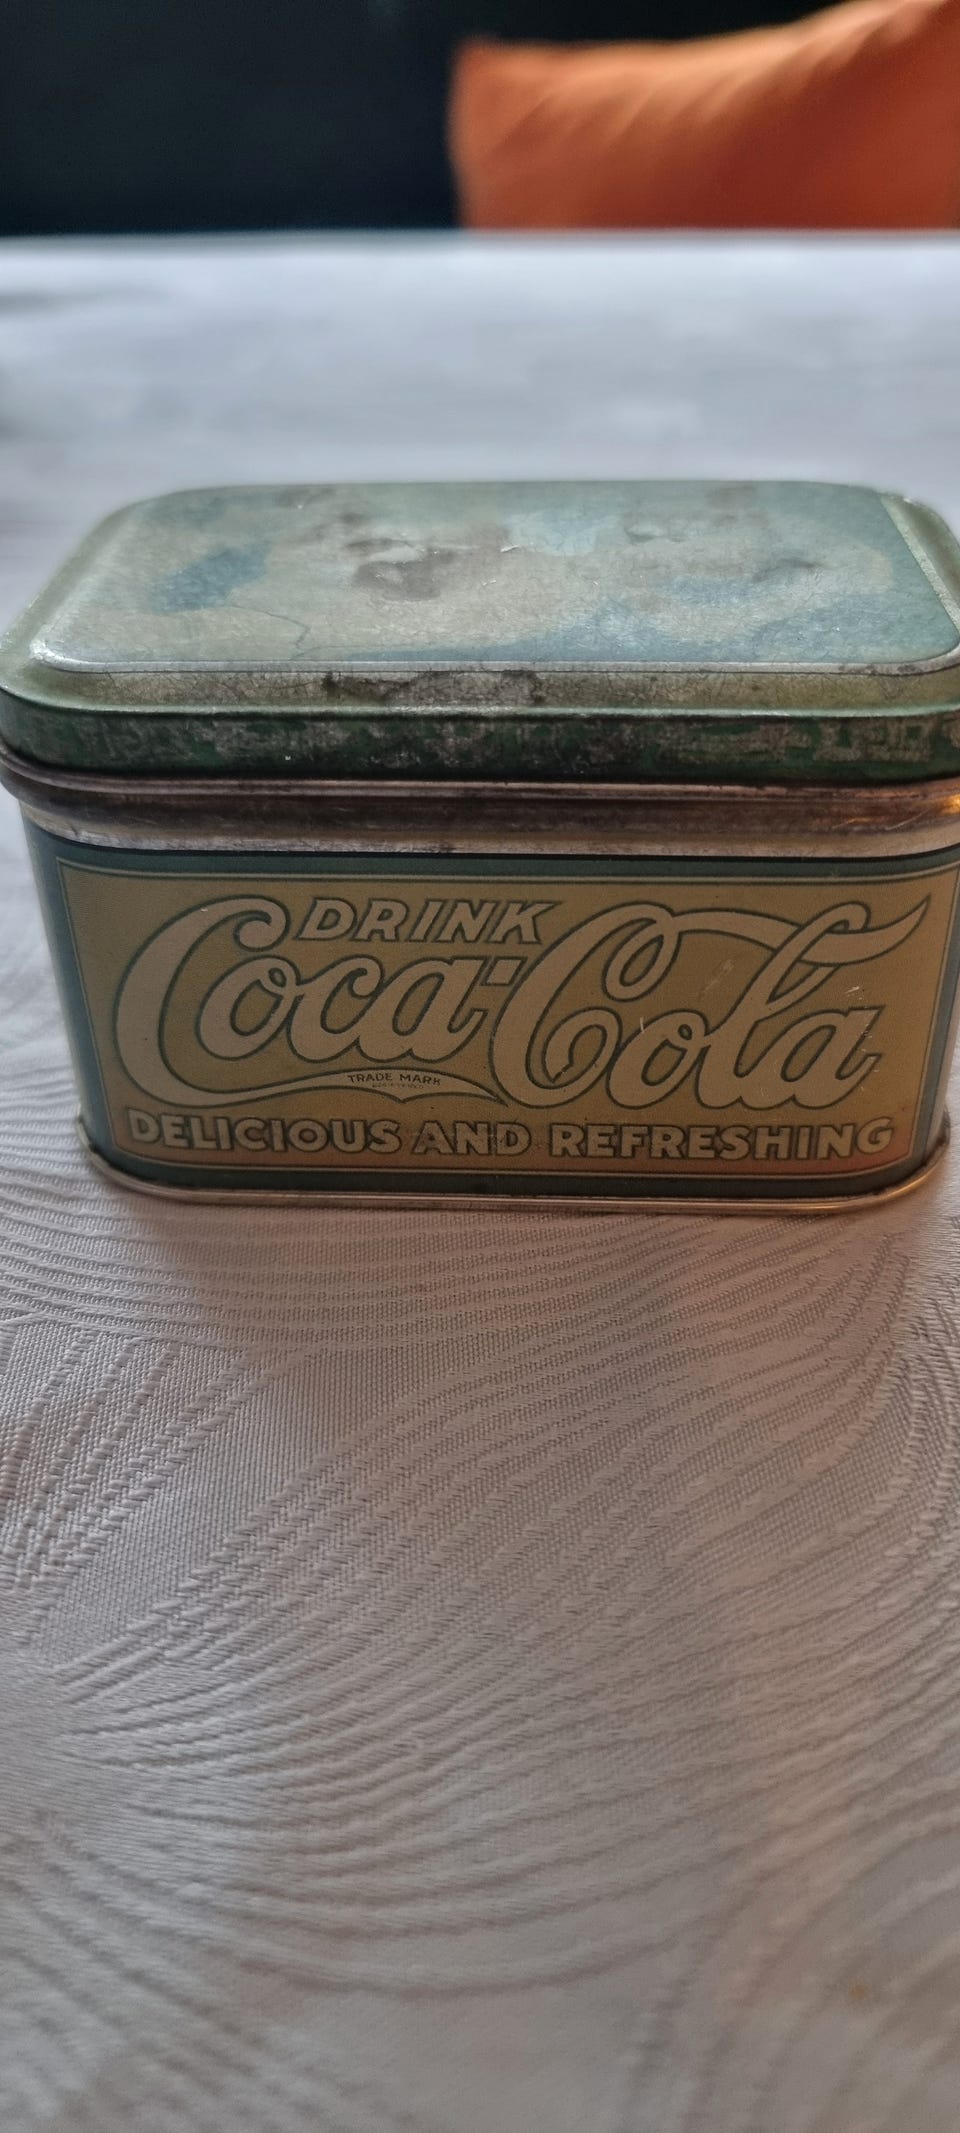 DRINK
Coca-Cola
TRADE MARK
DELICIOUS AND REFRESHING